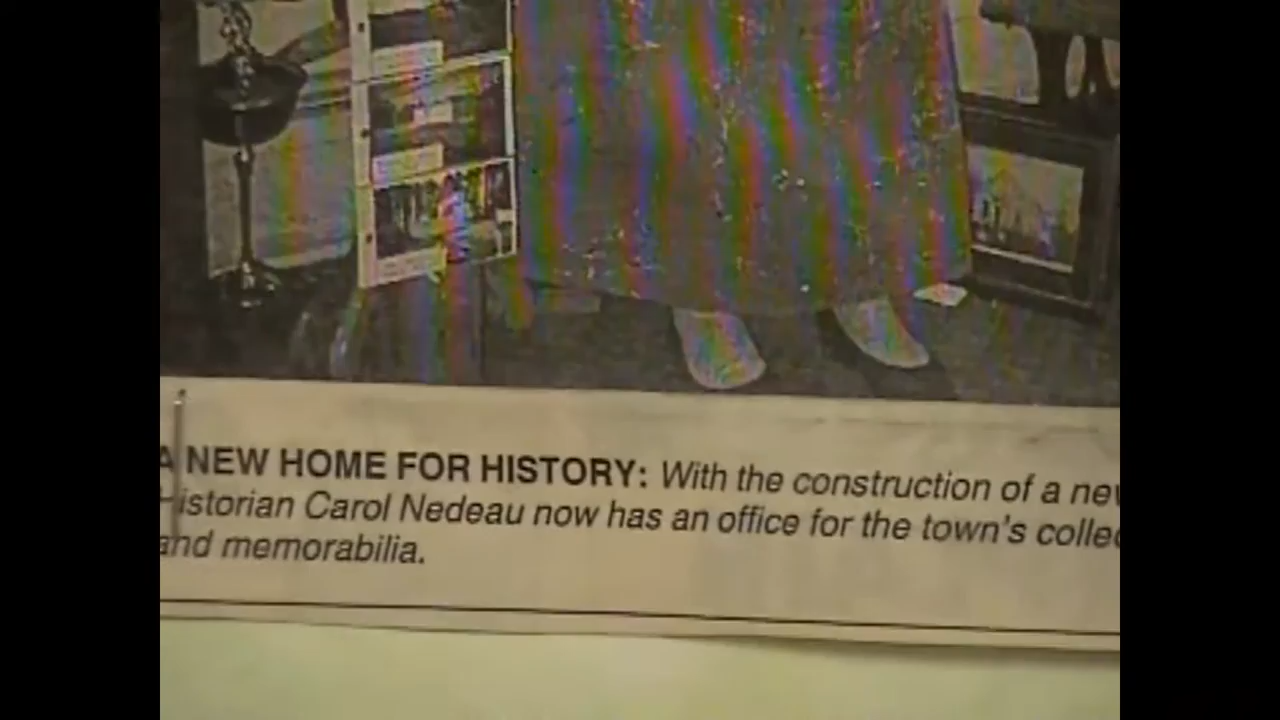 A NEW HOME FOR HISTORY: With the construction of a
Historian Carol Nedeau now has an office for the town's
and memorabilia.